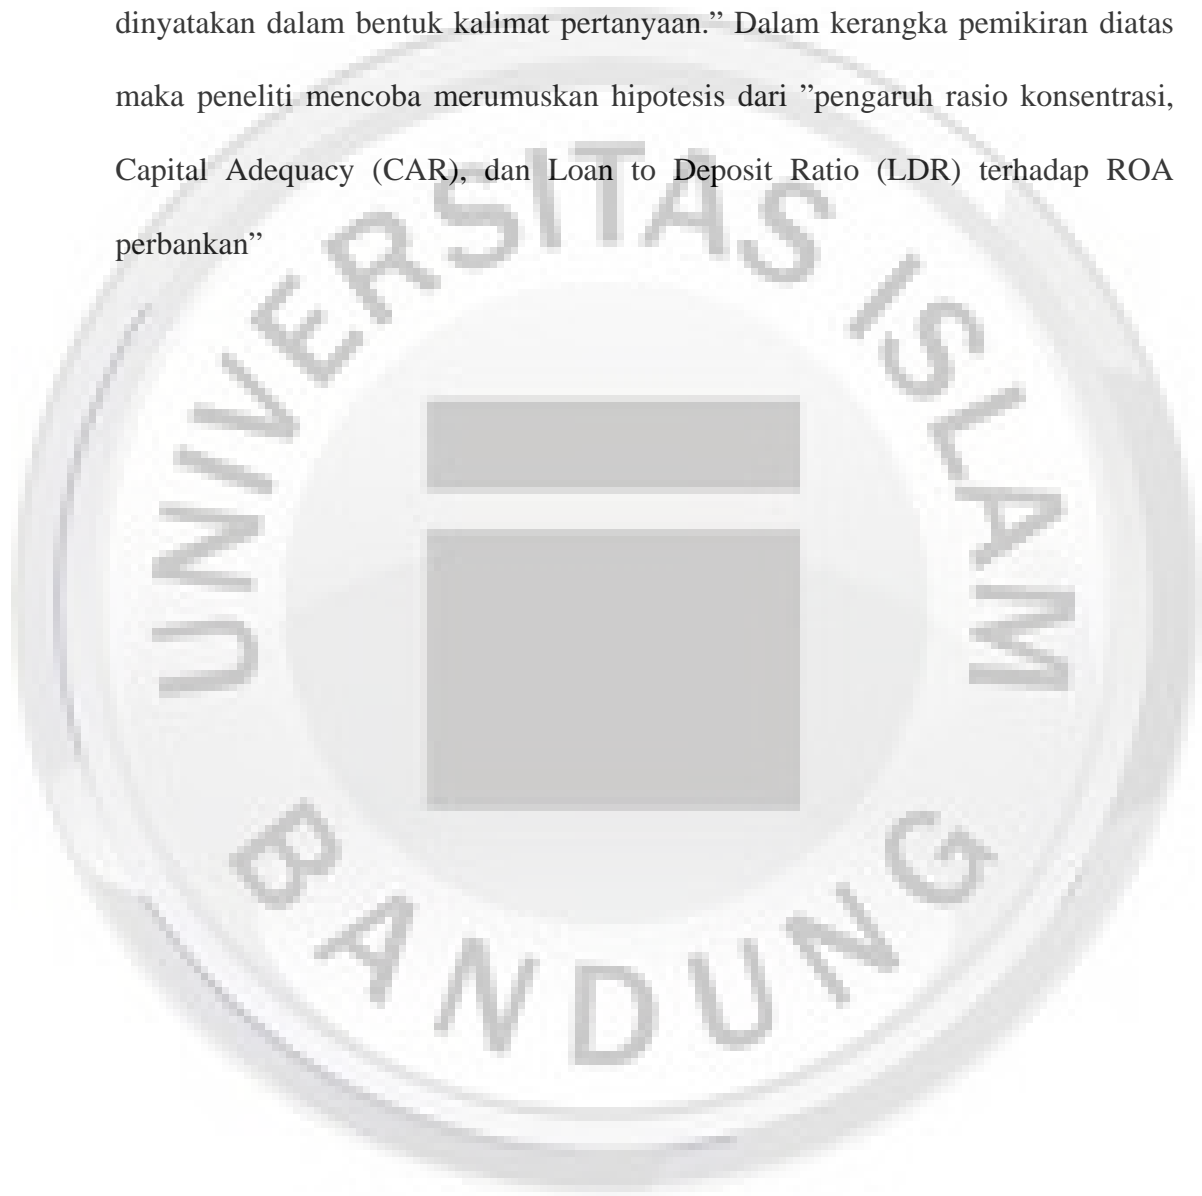 dinyatakan dalam bentuk kalimat pertanyaan.” Dalam kerangka pemikiran diatas
maka peneliti mencoba merumuskan hipotesis dari ”pengaruh rasio konsentrasi,
Capital Adequacy (CAR), dan Loan to Deposit Ratio (LDR) terhadap ROA
perbankan”
UNIVERSITAS ISLAM
BANDUNG